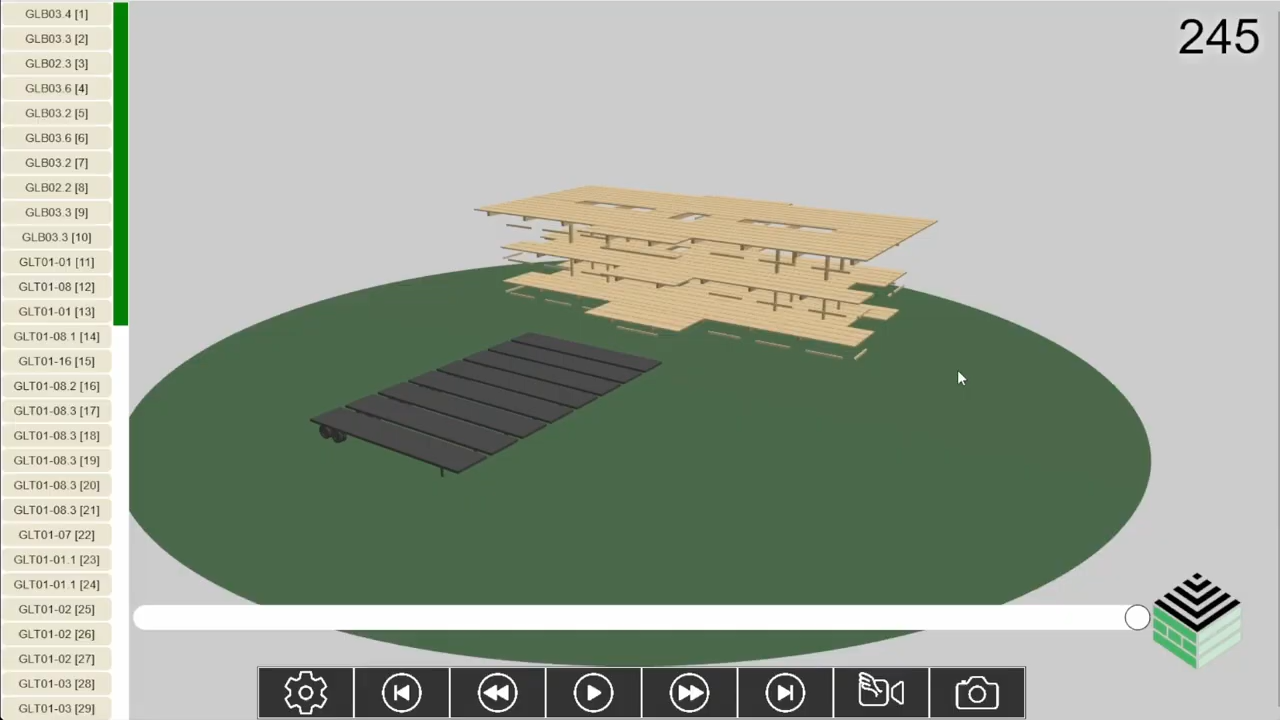 GLB03.4 [1]
GLB03.3 [2]
GLB02.3 [3]
GLB03.6 [4]
GLB03.2 [5]
GLB03.6 [6]
GLB03.2 [7]
GLB02.2 [8]
GLB03.3 [9]
GLB03.3 [10]
GLT01-01 [11]
GLT01-08 [12]
GLT01-01 [13]
GLT01-08.1 [14]
GLT01-16 [15]
GLT01-08.2 [16]
GLT01-08.3 [17]
GLT01-08.3 [18]
GLT01-08.3 [19]
GLT01-08.3 [20]
GLT01-08.3 [21]
GLT01-07 [22]
GLT01-01.1 [23]
GLT01-01.1 [24]
GLT01-02 [25]
GLT01-02 [26]
GLT01-02 [27]
GLT01-03 [28]
GLT01-03 [29]
245